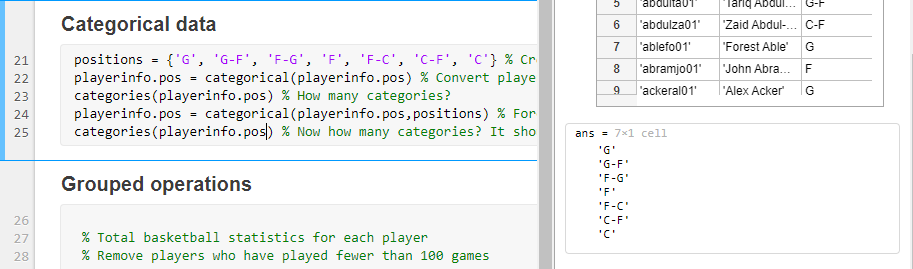 Categorical data
21 positions = {'G', 'G-F', 'F-G', 'F', 'F-C', 'C-F', 'C'} % Cr
22 playerinfo.pos = categorical(playerinfo.pos) % Convert playe
23 categories(playerinfo.pos) % How many categories?
24 playerinfo.pos = categorical(playerinfo.pos,positions) % For
25 categories(playerinfo.pos) % Now how many categories? It sho
Grouped operations
26
27 % Total basketball statistics for each player
28 % Remove players who have played fewer than 100 games
5 'abdulta01' 'Tariq Abdul... G-F
6 'abdulza01' 'Zaid Abdul-... C-F
7 'ablefo01' 'Forest Able' G
8 'abramjo01' 'John Abra... F
9 'ackeral01' 'Alex Acker' G
ans = 7×1 cell
'G'
'G-F'
'F-G'
'F'
'F-C'
'C-F'
'C'